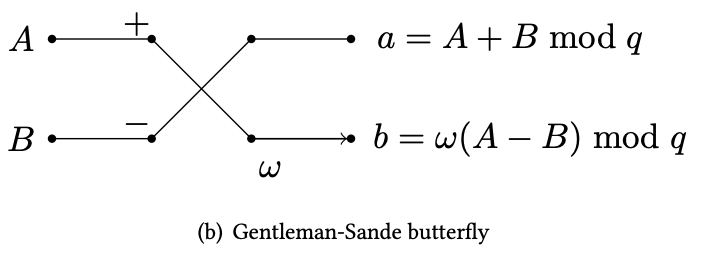 A + a = A + B mod q
B − b = ω(A − B) mod q
ω
(b) Gentleman-Sande butterfly